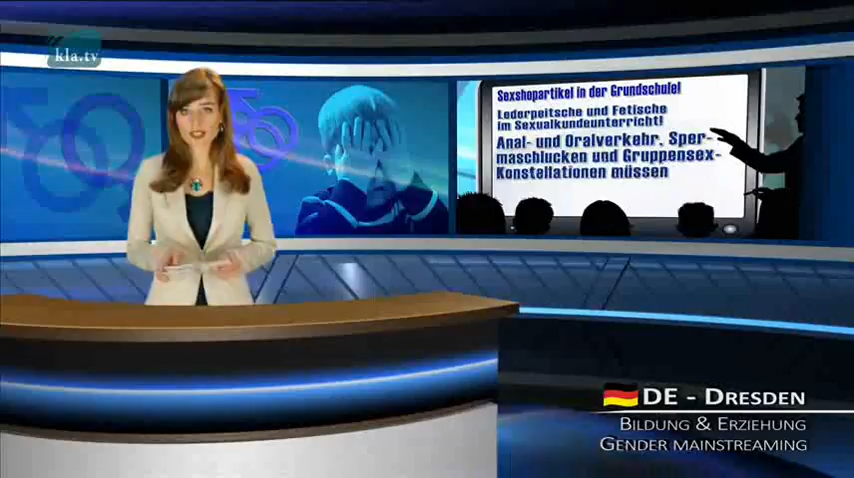 kla.tv
Sexshopartikel in der Grundschule!
Lederpeitsche und Fetische
im Sexualkundeunterricht!
Anal- und Oralverkehr, Sper-
maschlucken und Gruppensex-
Konstellationen müssen
DE - DRESDEN
BILDUNG & ERZIEHUNG
GENDER MAINSTREAMING